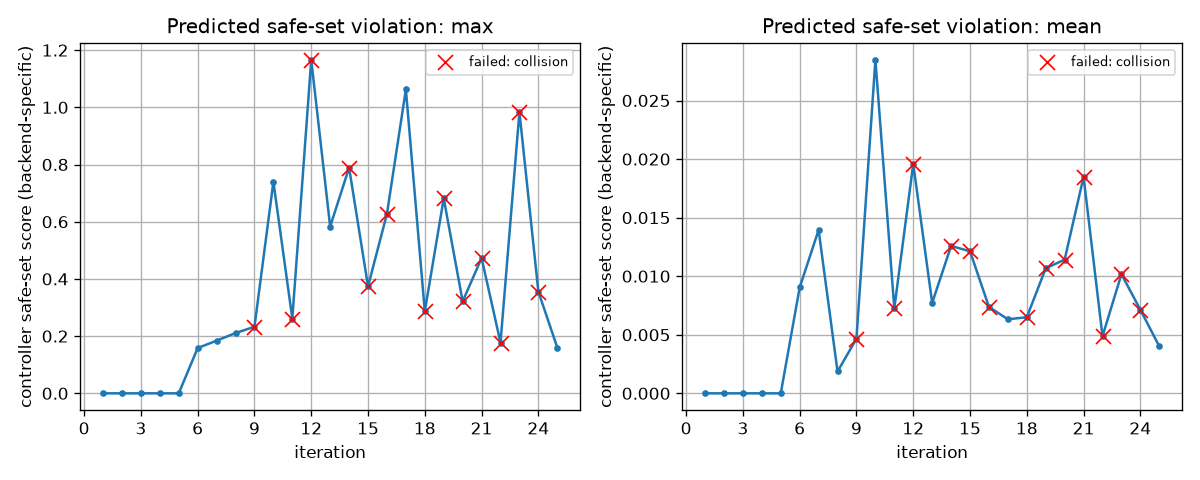 Predicted safe-set violation: max
controller safe-set score (backend-specific)
1.2
1.0
0.8
0.6
0.4
0.2
0.0
failed: collision
0 3 6 9 12 15 18 21 24
iteration
Predicted safe-set violation: mean
controller safe-set score (backend-specific)
0.025
0.020
0.015
0.010
0.005
0.000
failed: collision
0 3 6 9 12 15 18 21 24
iteration